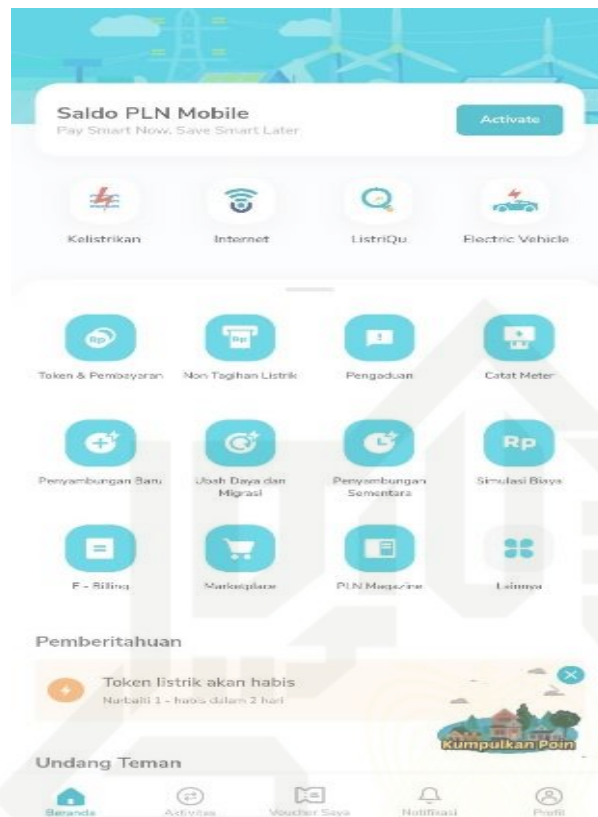 Saldo PLN Mobile
Pay Smart Now, Save Smart Later
Activate
Kelistrikan
Internet
ListriQu
Electric Vehicle
Rp
Rp
Token & Pembayaran
Non-Tagihan Listrik
Pengaduan
Catat Meter
Rp
Penyambungan Baru
Ubah Daya dan
Migrasi
Penyambungan
Sementara
Simulasi Biaya
E - Billing
Marketplace
PLN Magazine
Lainnya
Pemberitahuan
Token listrik akan habis
Nurbaiti 1 - habis dalam 2 hari
Kumpulkan Poin
Undang Teman
Beranda
Aktivitas
Voucher Saya
Notifikasi
Profil